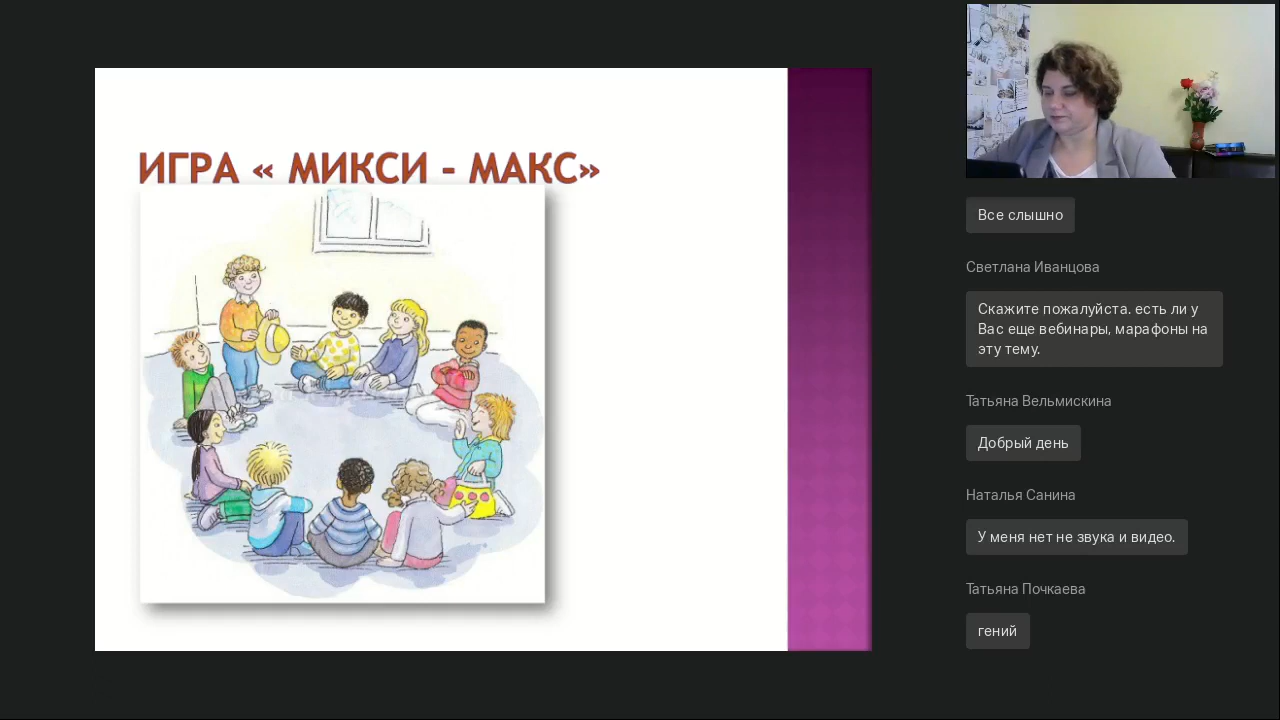 ИГРА « МИКСИ - МАКС»
Все слышно
Светлана Иванцова
Скажите пожалуйста. есть ли у
Вас еще вебинары, марафоны на
эту тему.
Татьяна Вельмискина
Добрый день
Наталья Санина
У меня нет не звука и видео.
Татьяна Почкаева
гений